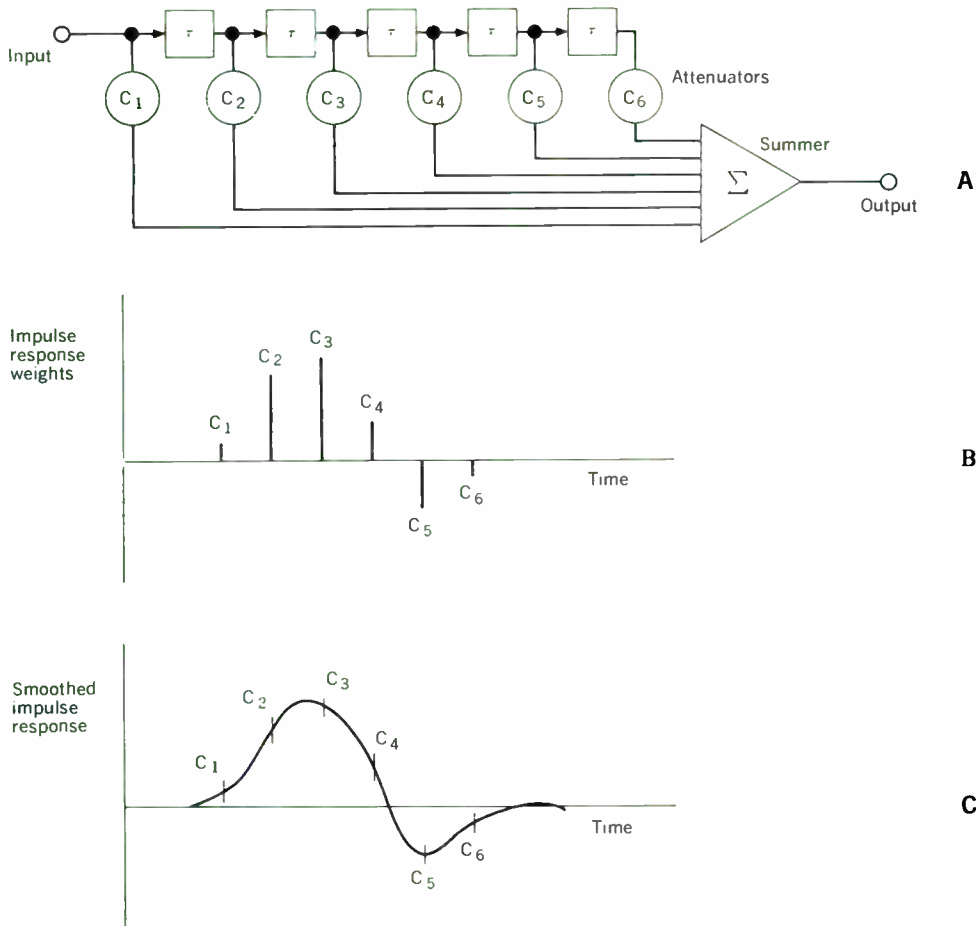 Input
τ τ τ τ τ
C1 C2 C3 C4 C5 C6
Attenuators
Summer
Σ
Output
A
Impulse
response
weights
C1
C2
C3
C4
C5
C6
Time
B
Smoothed
impulse
response
C1
C2
C3
C4
C5
C6
Time
C